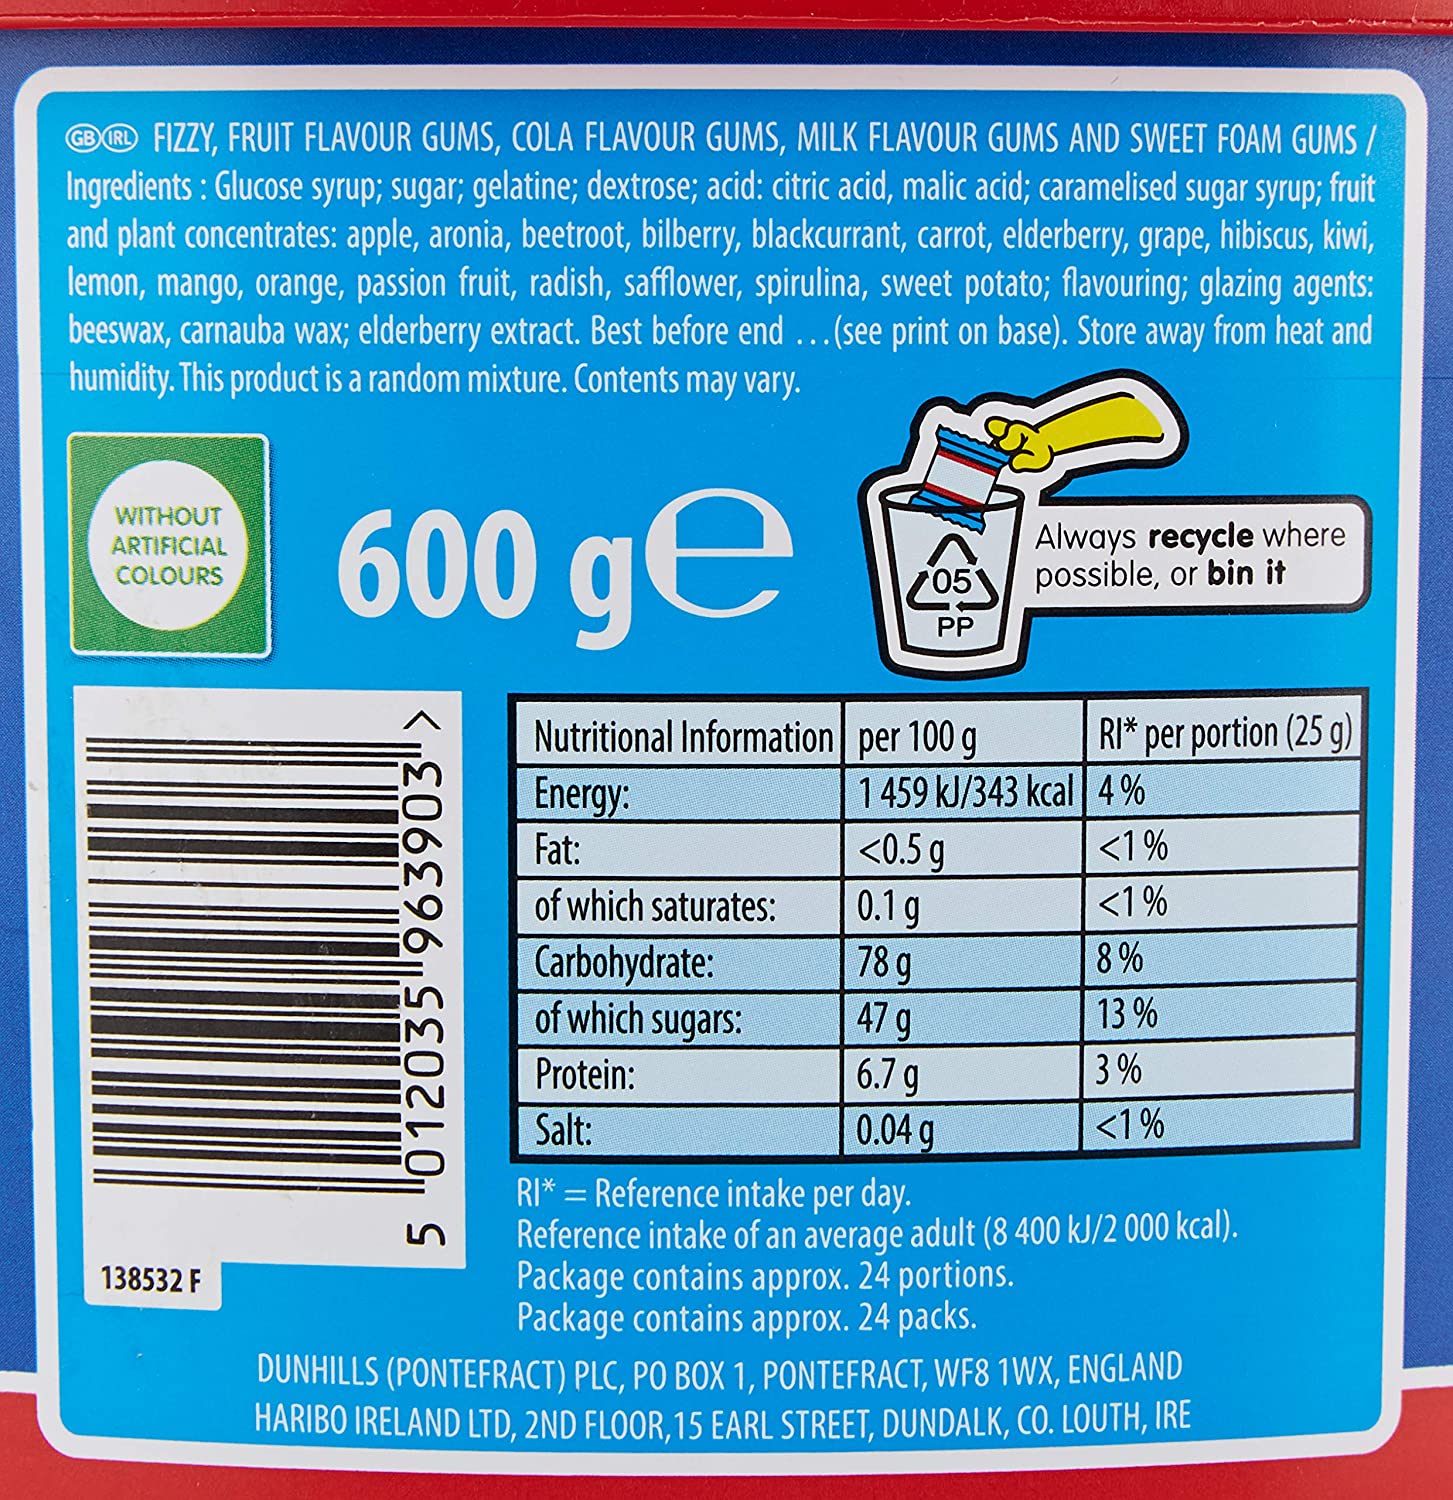 GB IRL FIZZY, FRUIT FLAVOUR GUMS, COLA FLAVOUR GUMS, MILK FLAVOUR GUMS AND SWEET FOAM GUMS /
Ingredients : Glucose syrup; sugar; gelatine; dextrose; acid: citric acid, malic acid; caramelised sugar syrup; fruit
and plant concentrates: apple, aronia, beetroot, bilberry, blackcurrant, carrot, elderberry, grape, hibiscus, kiwi,
lemon, mango, orange, passion fruit, radish, safflower, spirulina, sweet potato; flavouring; glazing agents:
beeswax, carnauba wax; elderberry extract. Best before end ...(see print on base). Store away from heat and
humidity. This product is a random mixture. Contents may vary.
WITHOUT
ARTIFICIAL
COLOURS
600 g e
Always recycle where
possible, or bin it
05
PP
Nutritional Information per 100 g RI* per portion (25 g)
Energy: 1 459 kJ/343 kcal 4 %
Fat: <0.5 g <1 %
of which saturates: 0.1 g <1 %
Carbohydrate: 78 g 8 %
of which sugars: 47 g 13 %
Protein: 6.7 g 3 %
Salt: 0.04 g <1 %
RI* = Reference intake per day.
Reference intake of an average adult (8 400 kJ/2 000 kcal).
Package contains approx. 24 portions.
Package contains approx. 24 packs.
5 012035 963903 >
138532 F
DUNHILLS (PONTEFRACT) PLC, PO BOX 1, PONTEFRACT, WF8 1WX, ENGLAND
HARIBO IRELAND LTD, 2ND FLOOR,15 EARL STREET, DUNDALK, CO. LOUTH, IRE